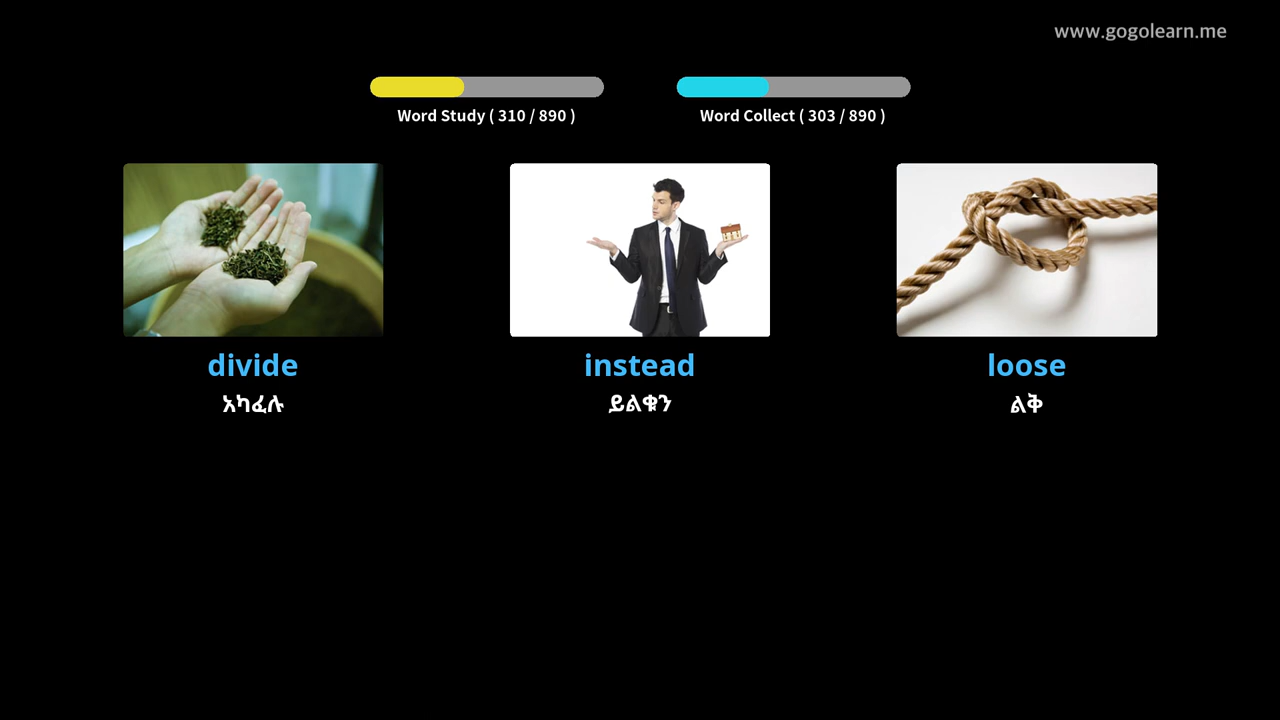 www.gogolearn.me
Word Study ( 310 / 890 )
Word Collect ( 303 / 890 )
divide
አካፈሉ
instead
ይልቁን
loose
ልቅ